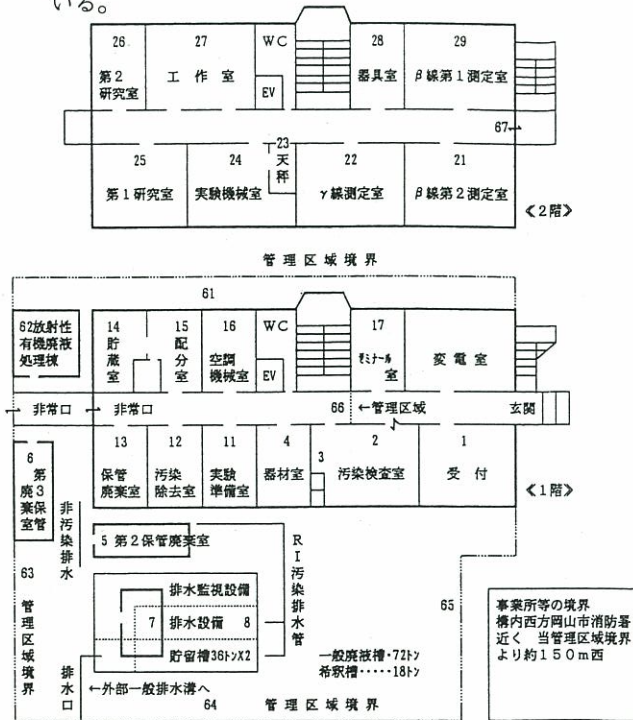 いる。
26 27 WC 28 29
第2研究室 工作室 EV 器具室 β線第1測定室
67
25 24 23 22 21
第1研究室 実験機械室 天秤 γ線測定室 β線第2測定室
≪2階≫
管理区域境界
61
62放射性有機廃液処理棟
14 15 16 WC 17
貯蔵室 配分室 空調機械室 EV セミナール室 変電室
非常口 非常口 66 ←管理区域 玄関
6 13 12 11 4 3 2 1
第3保管廃棄室 保管廃棄室 汚染除去室 実験準備室 器材室 汚染検査室 受付
≪1階≫
非汚染排水
5 第2保管廃棄室
RI汚染排水管
63
管理区域境界
排水監視設備
7 排水設備 8
貯留槽36トンX2
65
一般廃液槽・72トン
希釈槽・・・・・18トン
排水口
←外部一般排水溝へ
64 管理区域境界
事業所等の境界
構内西方岡山市消防署
近く 当管理区域境界
より約150m西